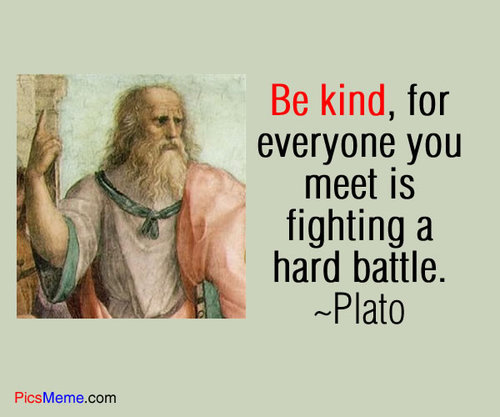 Be kind, for
everyone you
meet is
fighting a
hard battle.
~Plato
PicsMeme.com